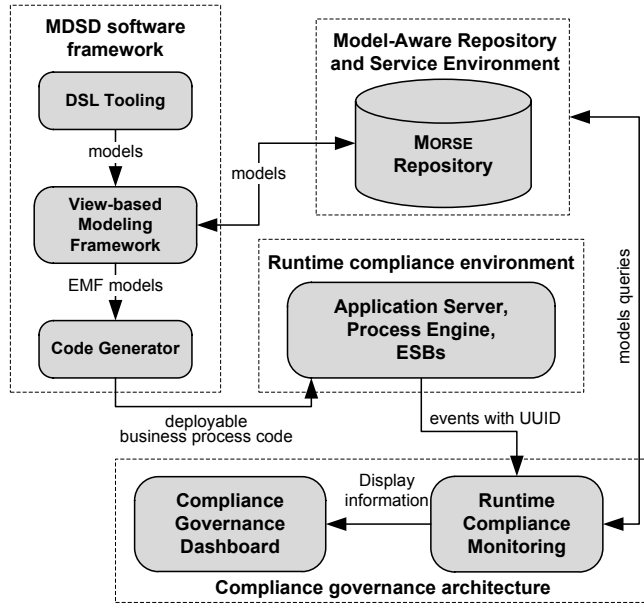 MDSD software
framework
DSL Tooling
models
View-based
Modeling
Framework
EMF models
Code Generator
Model-Aware Repository
and Service Environment
MORSE
Repository
models
Runtime compliance environment
Application Server,
Process Engine,
ESBs
models queries
deployable
business process code
events with UUID
Compliance
Governance
Dashboard
Display
information
Runtime
Compliance
Monitoring
Compliance governance architecture